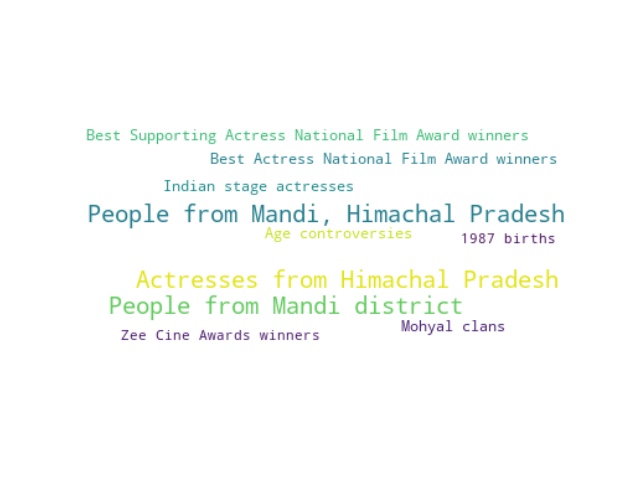 Best Supporting Actress National Film Award winners
Best Actress National Film Award winners
Indian stage actresses
People from Mandi, Himachal Pradesh
Age controversies
1987 births
Actresses from Himachal Pradesh
People from Mandi district
Mohyal clans
Zee Cine Awards winners